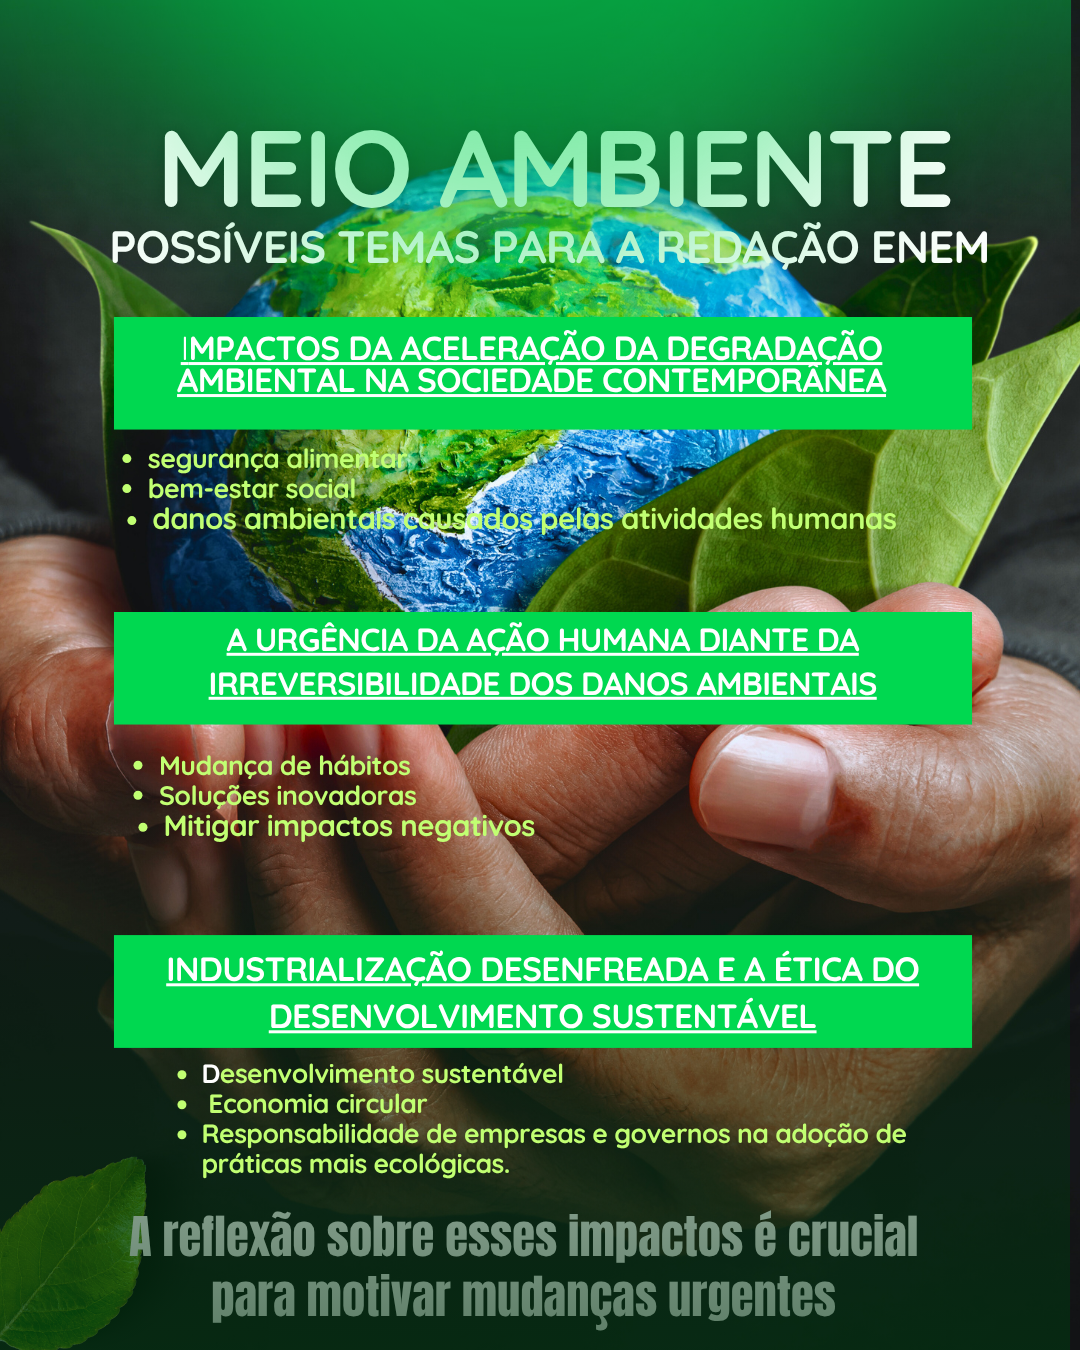 MEIO AMBIENTE
POSSÍVEIS TEMAS PARA A REDAÇÃO ENEM
IMPACTOS DA ACELERAÇÃO DA DEGRADAÇÃO
AMBIENTAL NA SOCIEDADE CONTEMPORÂNEA
• segurança alimentar
• bem-estar social
• danos ambientais causados pelas atividades humanas
A URGÊNCIA DA AÇÃO HUMANA DIANTE DA
IRREVERSIBILIDADE DOS DANOS AMBIENTAIS
• Mudança de hábitos
• Soluções inovadoras
• Mitigar impactos negativos
INDUSTRIALIZAÇÃO DESENFREADA E A ÉTICA DO
DESENVOLVIMENTO SUSTENTÁVEL
• Desenvolvimento sustentável
• Economia circular
• Responsabilidade de empresas e governos na adoção de
práticas mais ecológicas.
A reflexão sobre esses impactos é crucial
para motivar mudanças urgentes